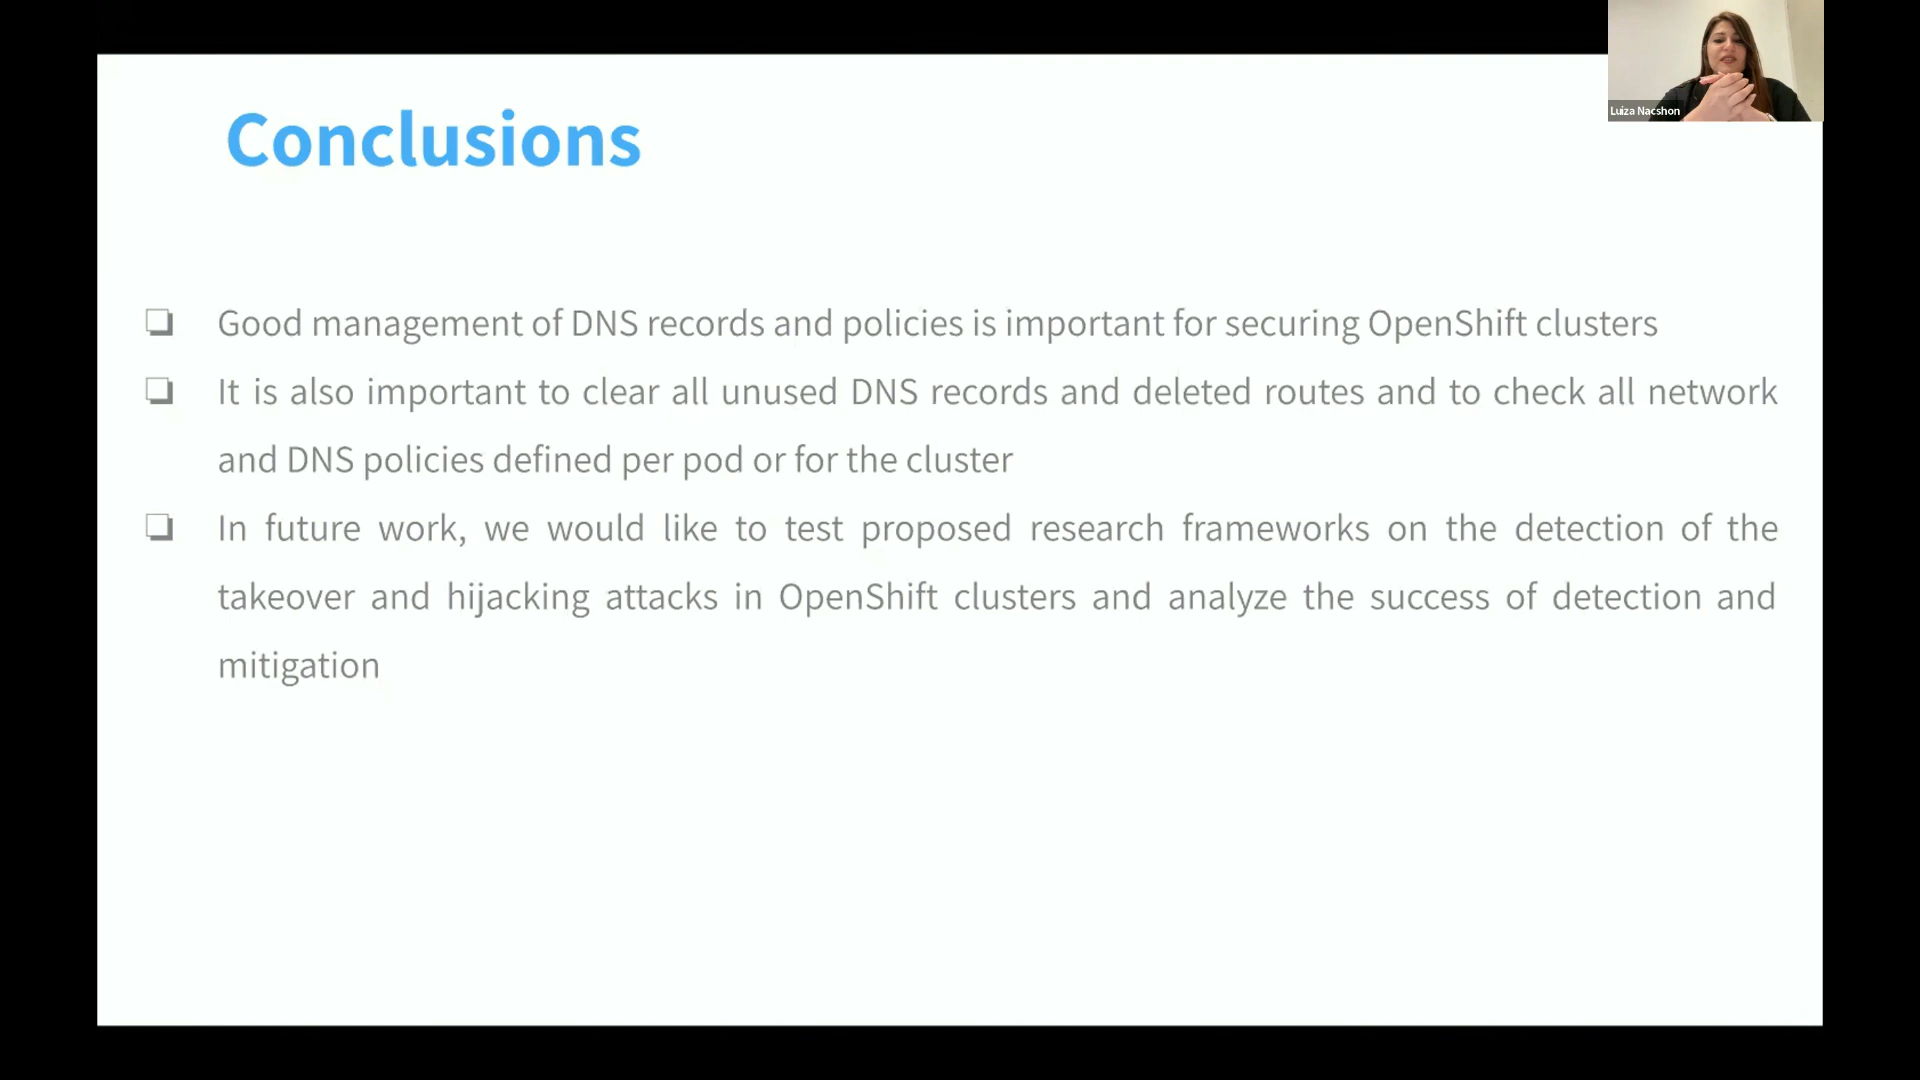 Luiza Nacshon
Conclusions
❏ Good management of DNS records and policies is important for securing OpenShift clusters
❏ It is also important to clear all unused DNS records and deleted routes and to check all network
and DNS policies defined per pod or for the cluster
❏ In future work, we would like to test proposed research frameworks on the detection of the
takeover and hijacking attacks in OpenShift clusters and analyze the success of detection and
mitigation